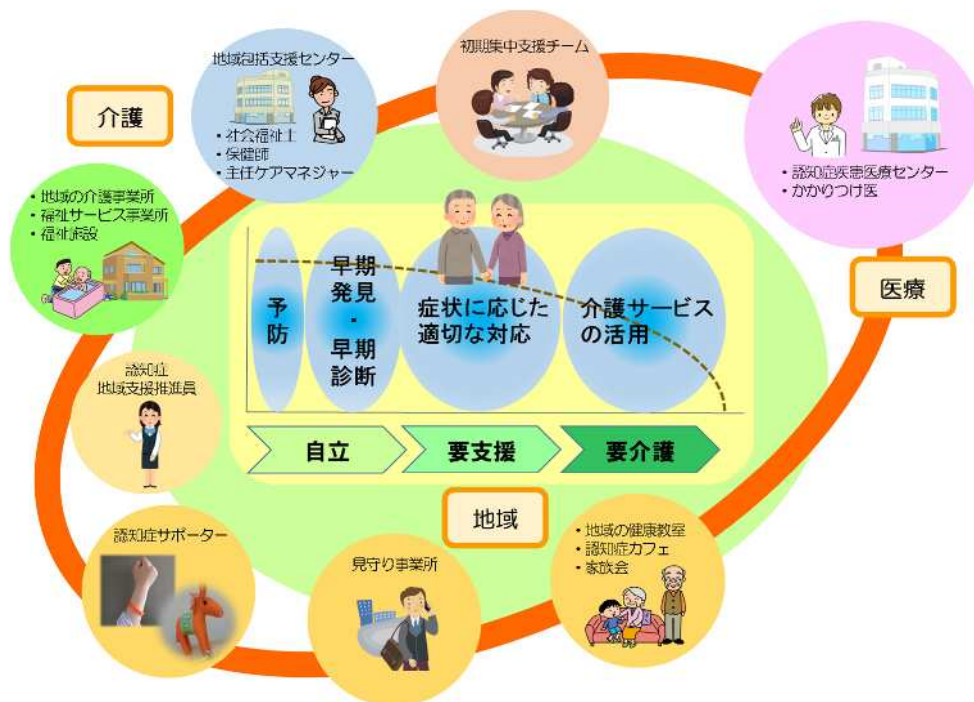 地域包括支援センター
・社会福祉士
・保健師
・主任ケアマネジャー
初期集中支援チーム
・認知症疾患医療センター
・かかりつけ医
介護
・地域の介護事業所
・福祉サービス事業所
・福祉施設
医療
予防
早期
発見
・
早期
診断
症状に応じた
適切な対応
介護サービス
の活用
認知症
地域支援推進員
自立
要支援
要介護
地域
認知症サポーター
見守り事業所
・地域の健康教室
・認知症カフェ
・家族会